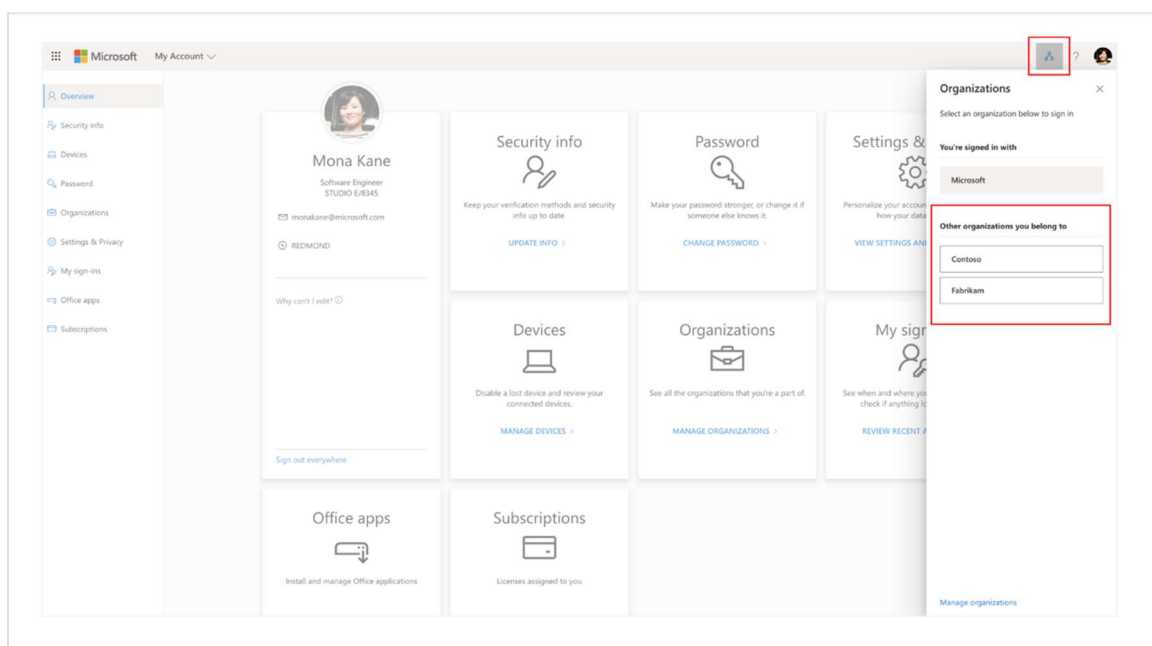 Microsoft My Account
?
Overview
Security info
Devices
Password
Organizations
Settings & Privacy
My sign-ins
Office apps
Subscriptions
Mona Kane
Software Engineer
STUDIO E/8345
monakane@microsoft.com
REDMOND
Why can't I edit?
Sign out everywhere
Security info
Keep your verification methods and security
info up to date.
UPDATE INFO >
Password
Make your password stronger, or change it if
someone else knows it.
CHANGE PASSWORD >
Settings &
Personalize your accoun
how your data
VIEW SETTINGS AN
Devices
Disable a lost device and review your
connected devices.
MANAGE DEVICES >
Organizations
See all the organizations that you're a part of.
MANAGE ORGANIZATIONS >
My sign
See when and where yo
check if anything lo
REVIEW RECENT A
Office apps
Install and manage Office applications
Subscriptions
Licenses assigned to you
Organizations
Select an organization below to sign in
You're signed in with
Microsoft
Other organizations you belong to
Contoso
Fabrikam
Manage organizations